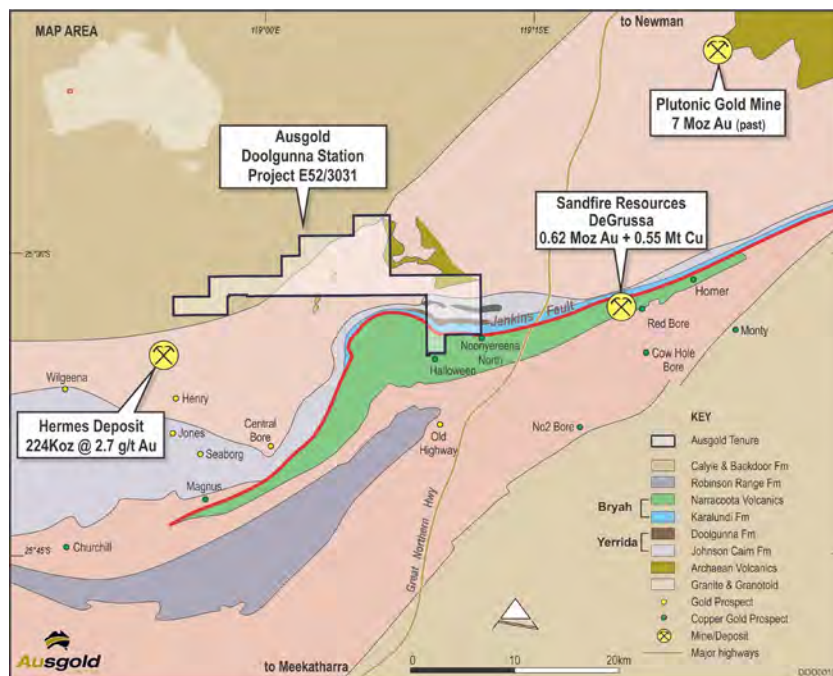 MAP AREA
119°00'E
119°15'E
to Newman
Plutonic Gold Mine
7 Moz Au (past)
Ausgold
Doolgunna Station
Project E52/3031
Sandfire Resources
DeGrussa
0.62 Moz Au + 0.55 Mt Cu
25°30'S
Jenkins Fault
Homer
Red Bore
Monty
Noonyereena
North
Halloween
Cow Hole
Bore
Wilgeena
Henry
Hermes Deposit
224Koz @ 2.7 g/t Au
Jones
Central
Bore
Seaborg
Old
Highway
No2 Bore
Magnus
Churchill
25°45'S
Great Northern Hwy
KEY
Ausgold Tenure
Calyie & Backdoor Fm
Robinson Range Fm
Bryah
Narracoota Volcanics
Karalundi Fm
Yerrida
Doolgunna Fm
Johnson Cairn Fm
Archaean Volcanics
Granite & Granotoid
Gold Prospect
Copper Gold Prospect
Mine/Deposit
Major highways
Ausgold
to Meekatharra
0 10 20km